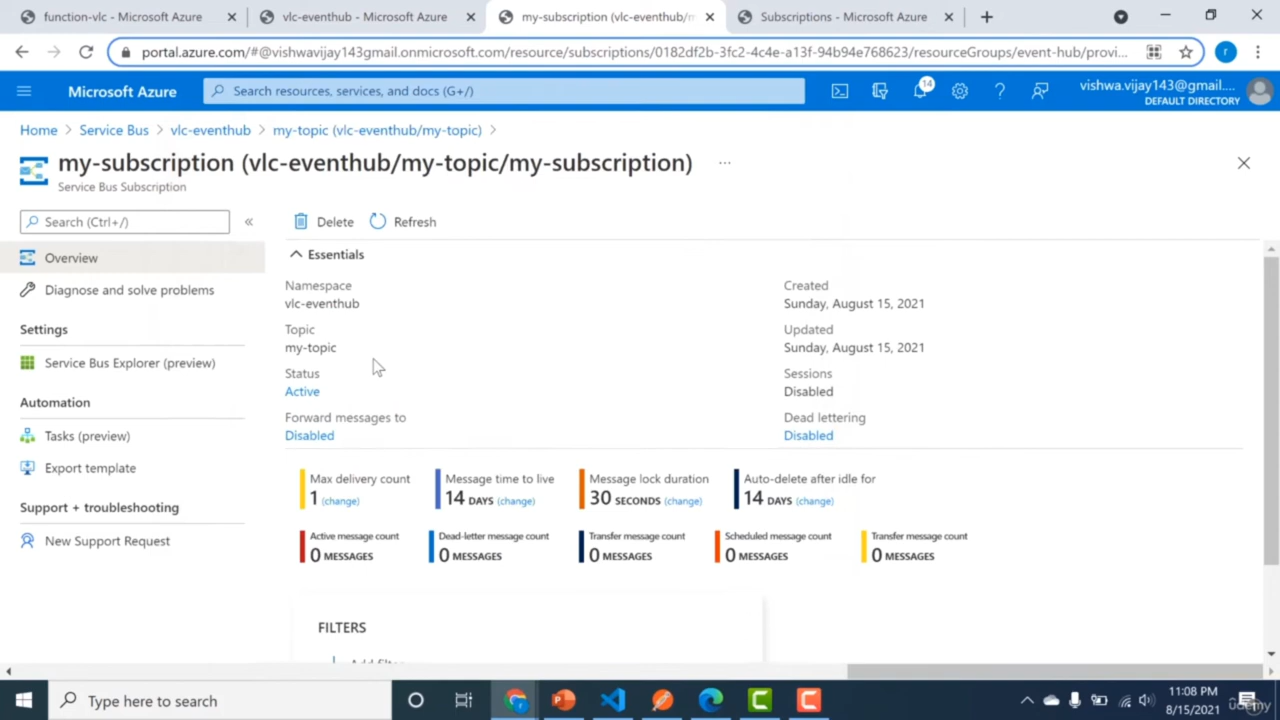 function-vlc - Microsoft Azure
vlc-eventhub - Microsoft Azure
my-subscription (vlc-eventhub/m
Subscriptions - Microsoft Azure
portal.azure.com/#@vishwavijay143gmail.onmicrosoft.com/resource/subscriptions/0182df2b-3fc2-4c4e-a13f-94b94e768623/resourceGroups/event-hub/provi...
r
Microsoft Azure
Search resources, services, and docs (G+/)
14
vishwa.vijay143@gmail....
DEFAULT DIRECTORY
Home > Service Bus > vlc-eventhub > my-topic (vlc-eventhub/my-topic) >
my-subscription (vlc-eventhub/my-topic/my-subscription) ...
Service Bus Subscription
Search (Ctrl+/)
«
Delete
Refresh
Overview
Diagnose and solve problems
Settings
Service Bus Explorer (preview)
Automation
Tasks (preview)
Export template
Support + troubleshooting
New Support Request
Essentials
Namespace
vlc-eventhub
Topic
my-topic
Status
Active
Forward messages to
Disabled
Created
Sunday, August 15, 2021
Updated
Sunday, August 15, 2021
Sessions
Disabled
Dead lettering
Disabled
Max delivery count
1 (change)
Message time to live
14 DAYS (change)
Message lock duration
30 SECONDS (change)
Auto-delete after idle for
14 DAYS (change)
Active message count
0 MESSAGES
Dead-letter message count
0 MESSAGES
Transfer message count
0 MESSAGES
Scheduled message count
0 MESSAGES
Transfer message count
0 MESSAGES
FILTERS
Add filter
Type here to search
11:08 PM
8/15/2021
udemy